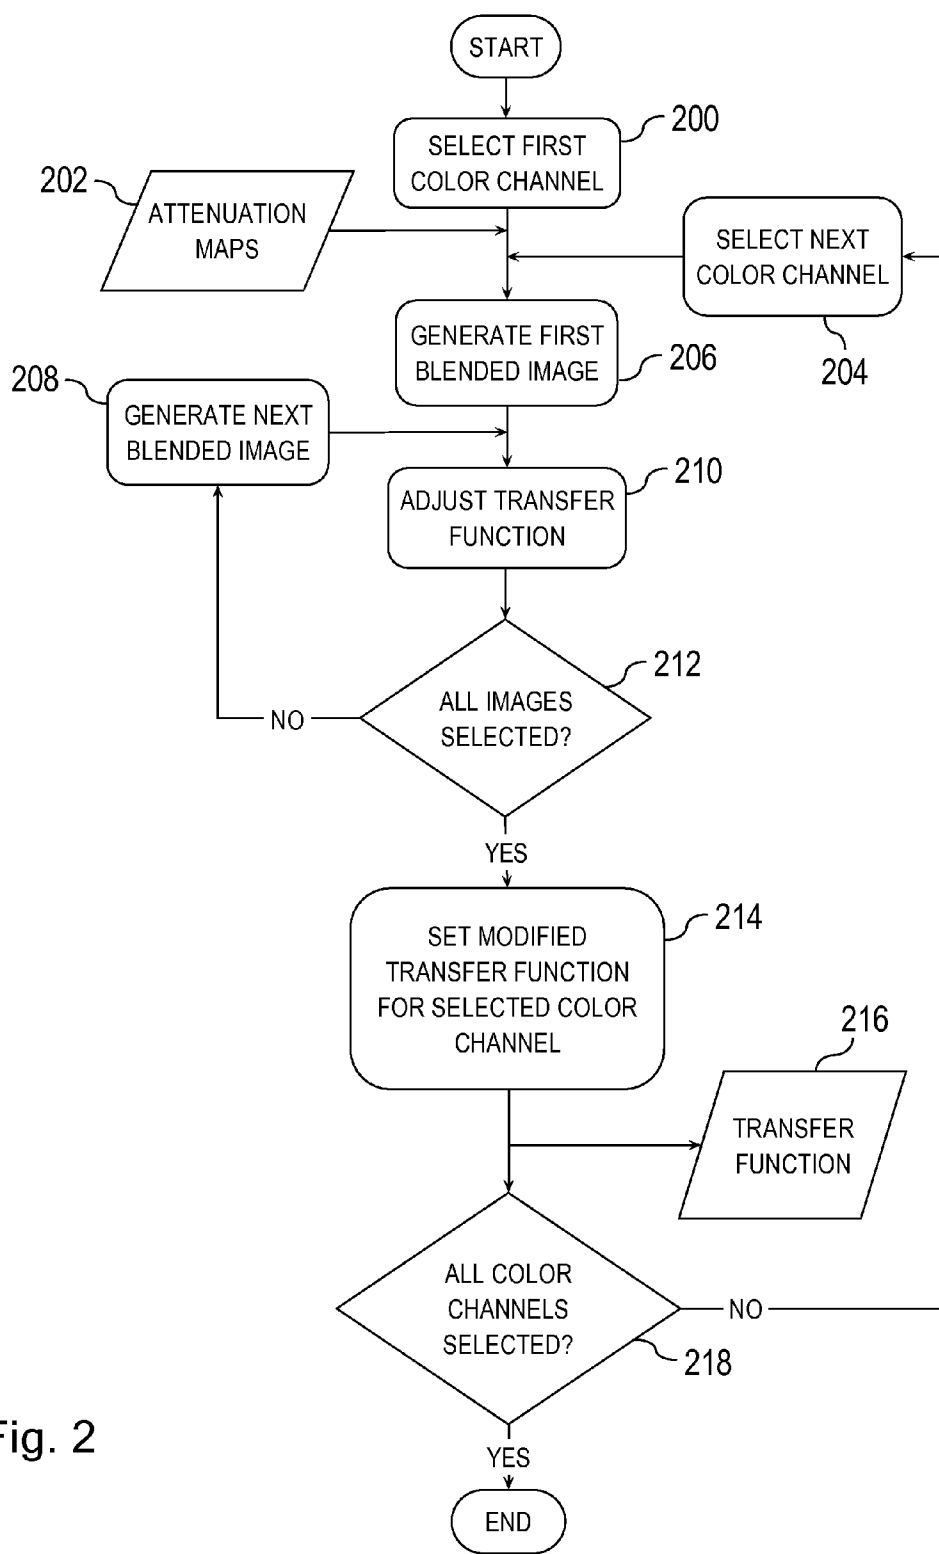 START
200
SELECT FIRST
COLOR CHANNEL
202
ATTENUATION
MAPS
SELECT NEXT
COLOR CHANNEL
204
GENERATE FIRST
BLENDED IMAGE
206
208
GENERATE NEXT
BLENDED IMAGE
210
ADJUST TRANSFER
FUNCTION
212
ALL IMAGES
SELECTED?
NO
YES
214
SET MODIFIED
TRANSFER FUNCTION
FOR SELECTED COLOR
CHANNEL
216
TRANSFER
FUNCTION
ALL COLOR
CHANNELS
SELECTED?
NO
218
Fig. 2
YES
END